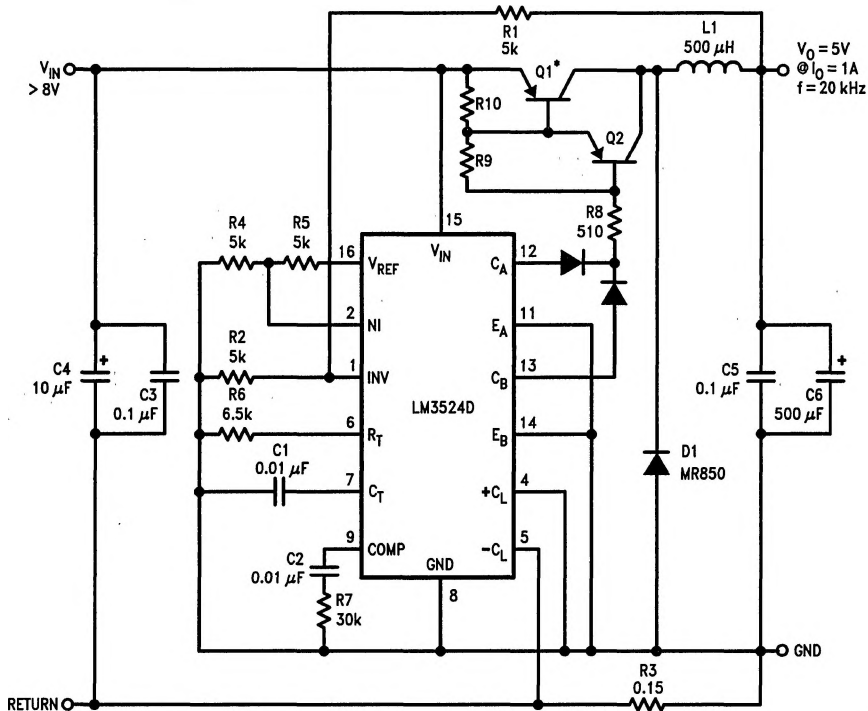 R1
5k
L1
500 μH
V_O = 5V
@ I_O = 1A
f = 20 kHz
V_IN
> 8V
Q1*
R10
Q2
R9
R8
510
15
V_IN
R4
5k
R5
5k
16
V_REF
C_A
12
2
NI
E_A
11
R2
5k
1
INV
C_B
13
C4
10 μF
+
C3
0.1 μF
LM3524D
C5
0.1 μF
+
C6
500 μF
R6
6.5k
6
R_T
E_B
14
C1
0.01 μF
7
C_T
+C_L
4
D1
MR850
9
COMP
−C_L
5
C2
0.01 μF
GND
8
R7
30k
GND
R3
0.15
RETURN